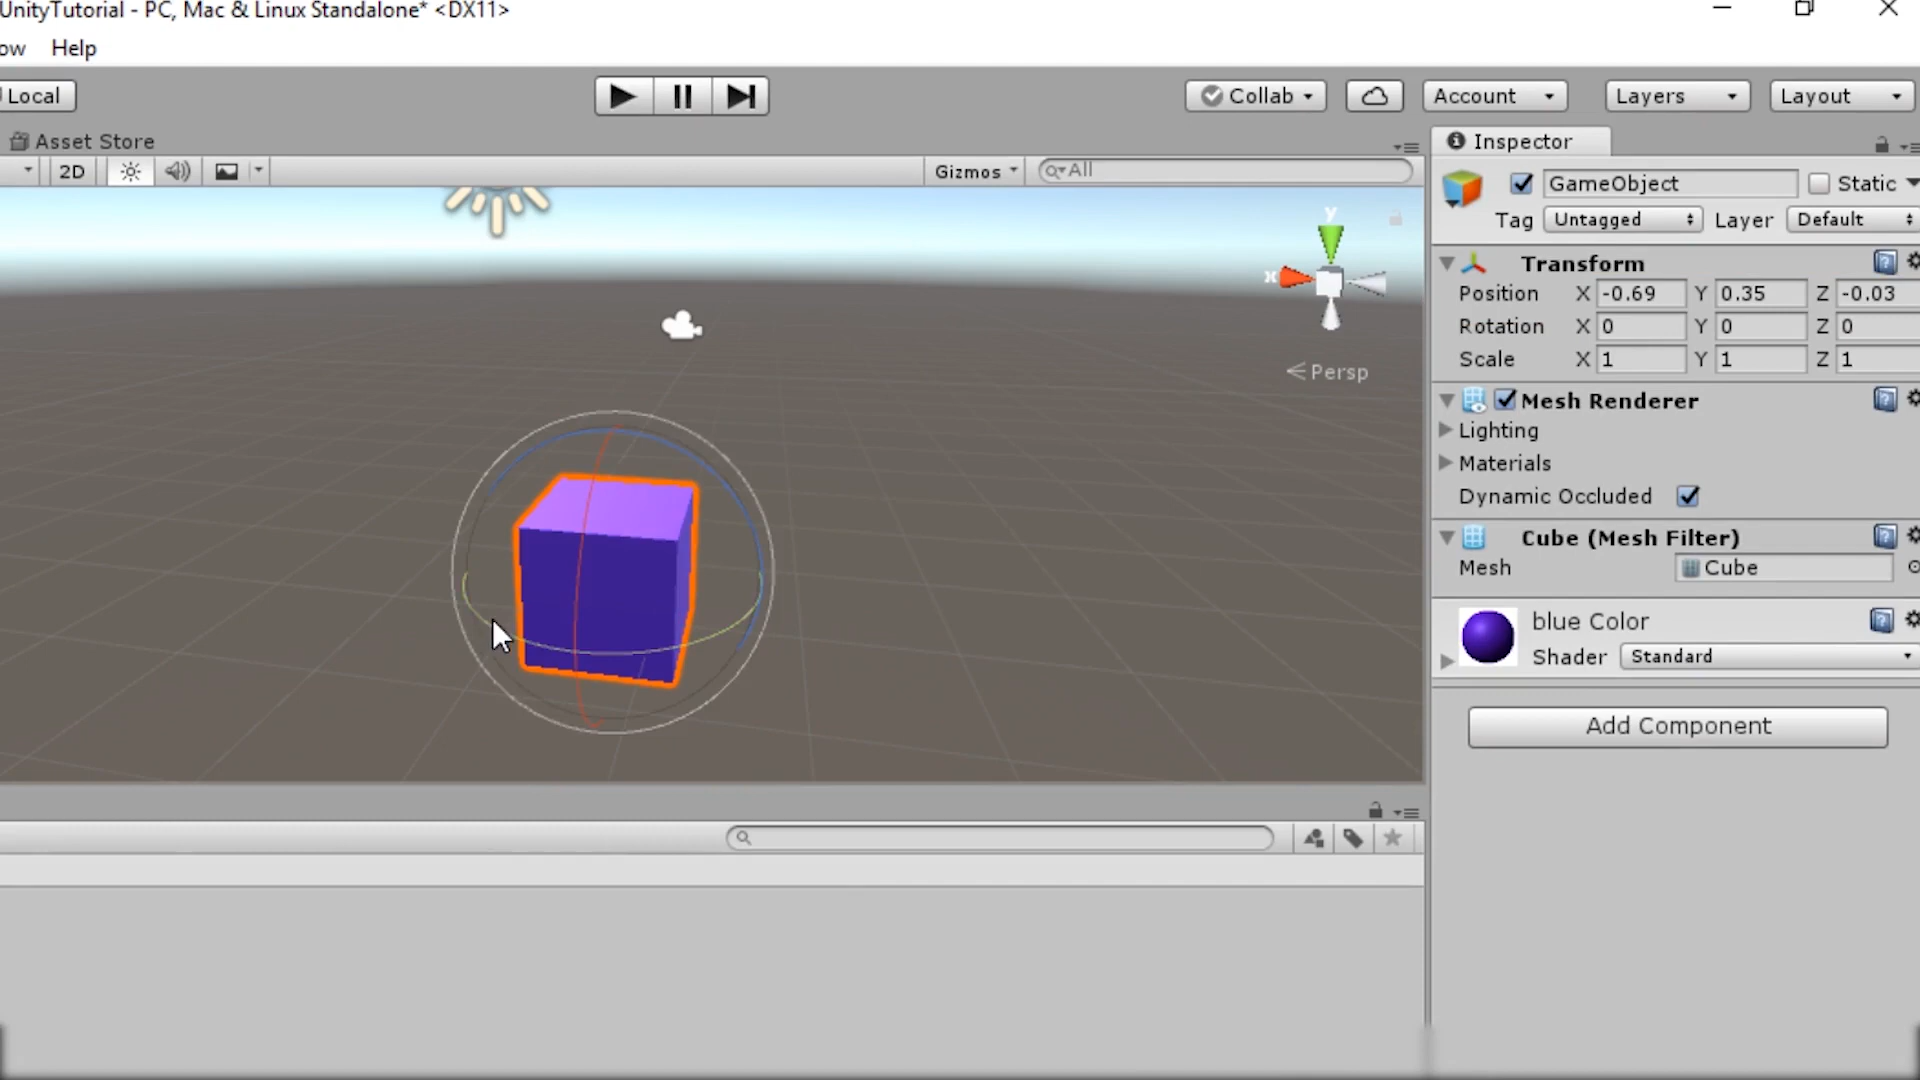 UnityTutorial - PC, Mac & Linux Standalone* <DX11>
ow Help
Local Collab Account Layers Layout
Asset Store Inspector
2D Gizmos All
GameObject Static
Tag Untagged Layer Default
y
x
Persp
Transform
Position X -0.69 Y 0.35 Z -0.03
Rotation X 0 Y 0 Z 0
Scale X 1 Y 1 Z 1
Mesh Renderer
Lighting
Materials
Dynamic Occluded
Cube (Mesh Filter)
Mesh Cube
blue Color
Shader Standard
Add Component